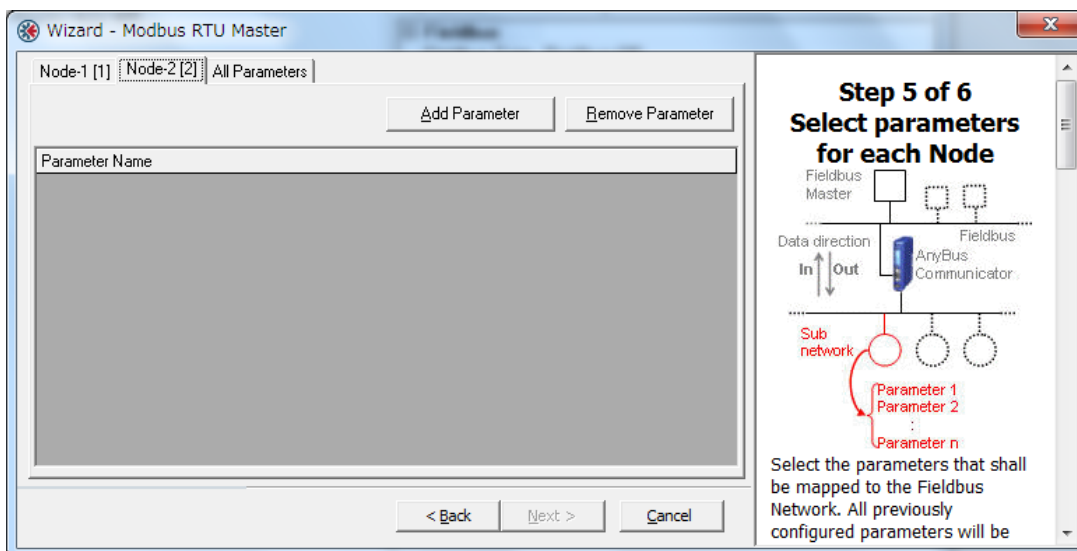 Wizard - Modbus RTU Master
Node-1 [1] Node-2 [2] All Parameters
Add Parameter Remove Parameter
Parameter Name
< Back Next > Cancel
Step 5 of 6
Select parameters
for each Node
Fieldbus
Master
Data direction
In Out
Fieldbus
AnyBus
Communicator
Sub
network
Parameter 1
Parameter 2
:
Parameter n
Select the parameters that shall
be mapped to the Fieldbus
Network. All previously
configured parameters will be